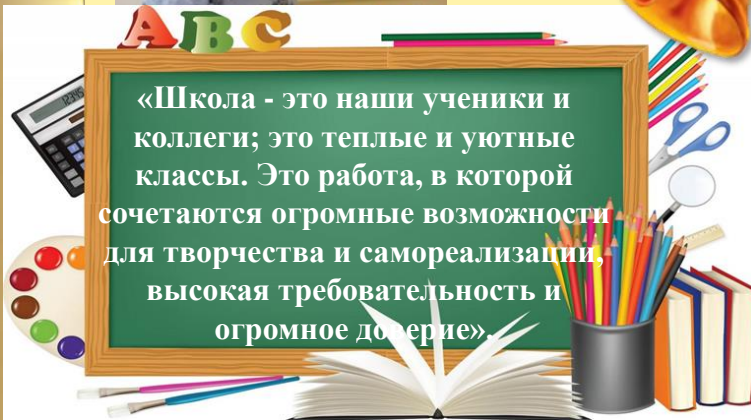 ABC
12345
«Школа - это наши ученики и
коллеги; это теплые и уютные
классы. Это работа, в которой
сочетаются огромные возможности
для творчества и самореализации,
высокая требовательность и
огромное доверие».